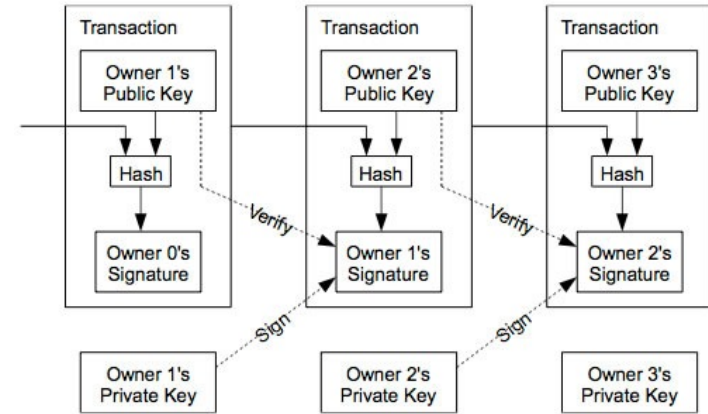 Transaction
Transaction
Transaction
Owner 1's
Public Key
Owner 2's
Public Key
Owner 3's
Public Key
Hash
Hash
Hash
Verify
Verify
Owner 0's
Signature
Owner 1's
Signature
Owner 2's
Signature
Sign
Sign
Owner 1's
Private Key
Owner 2's
Private Key
Owner 3's
Private Key